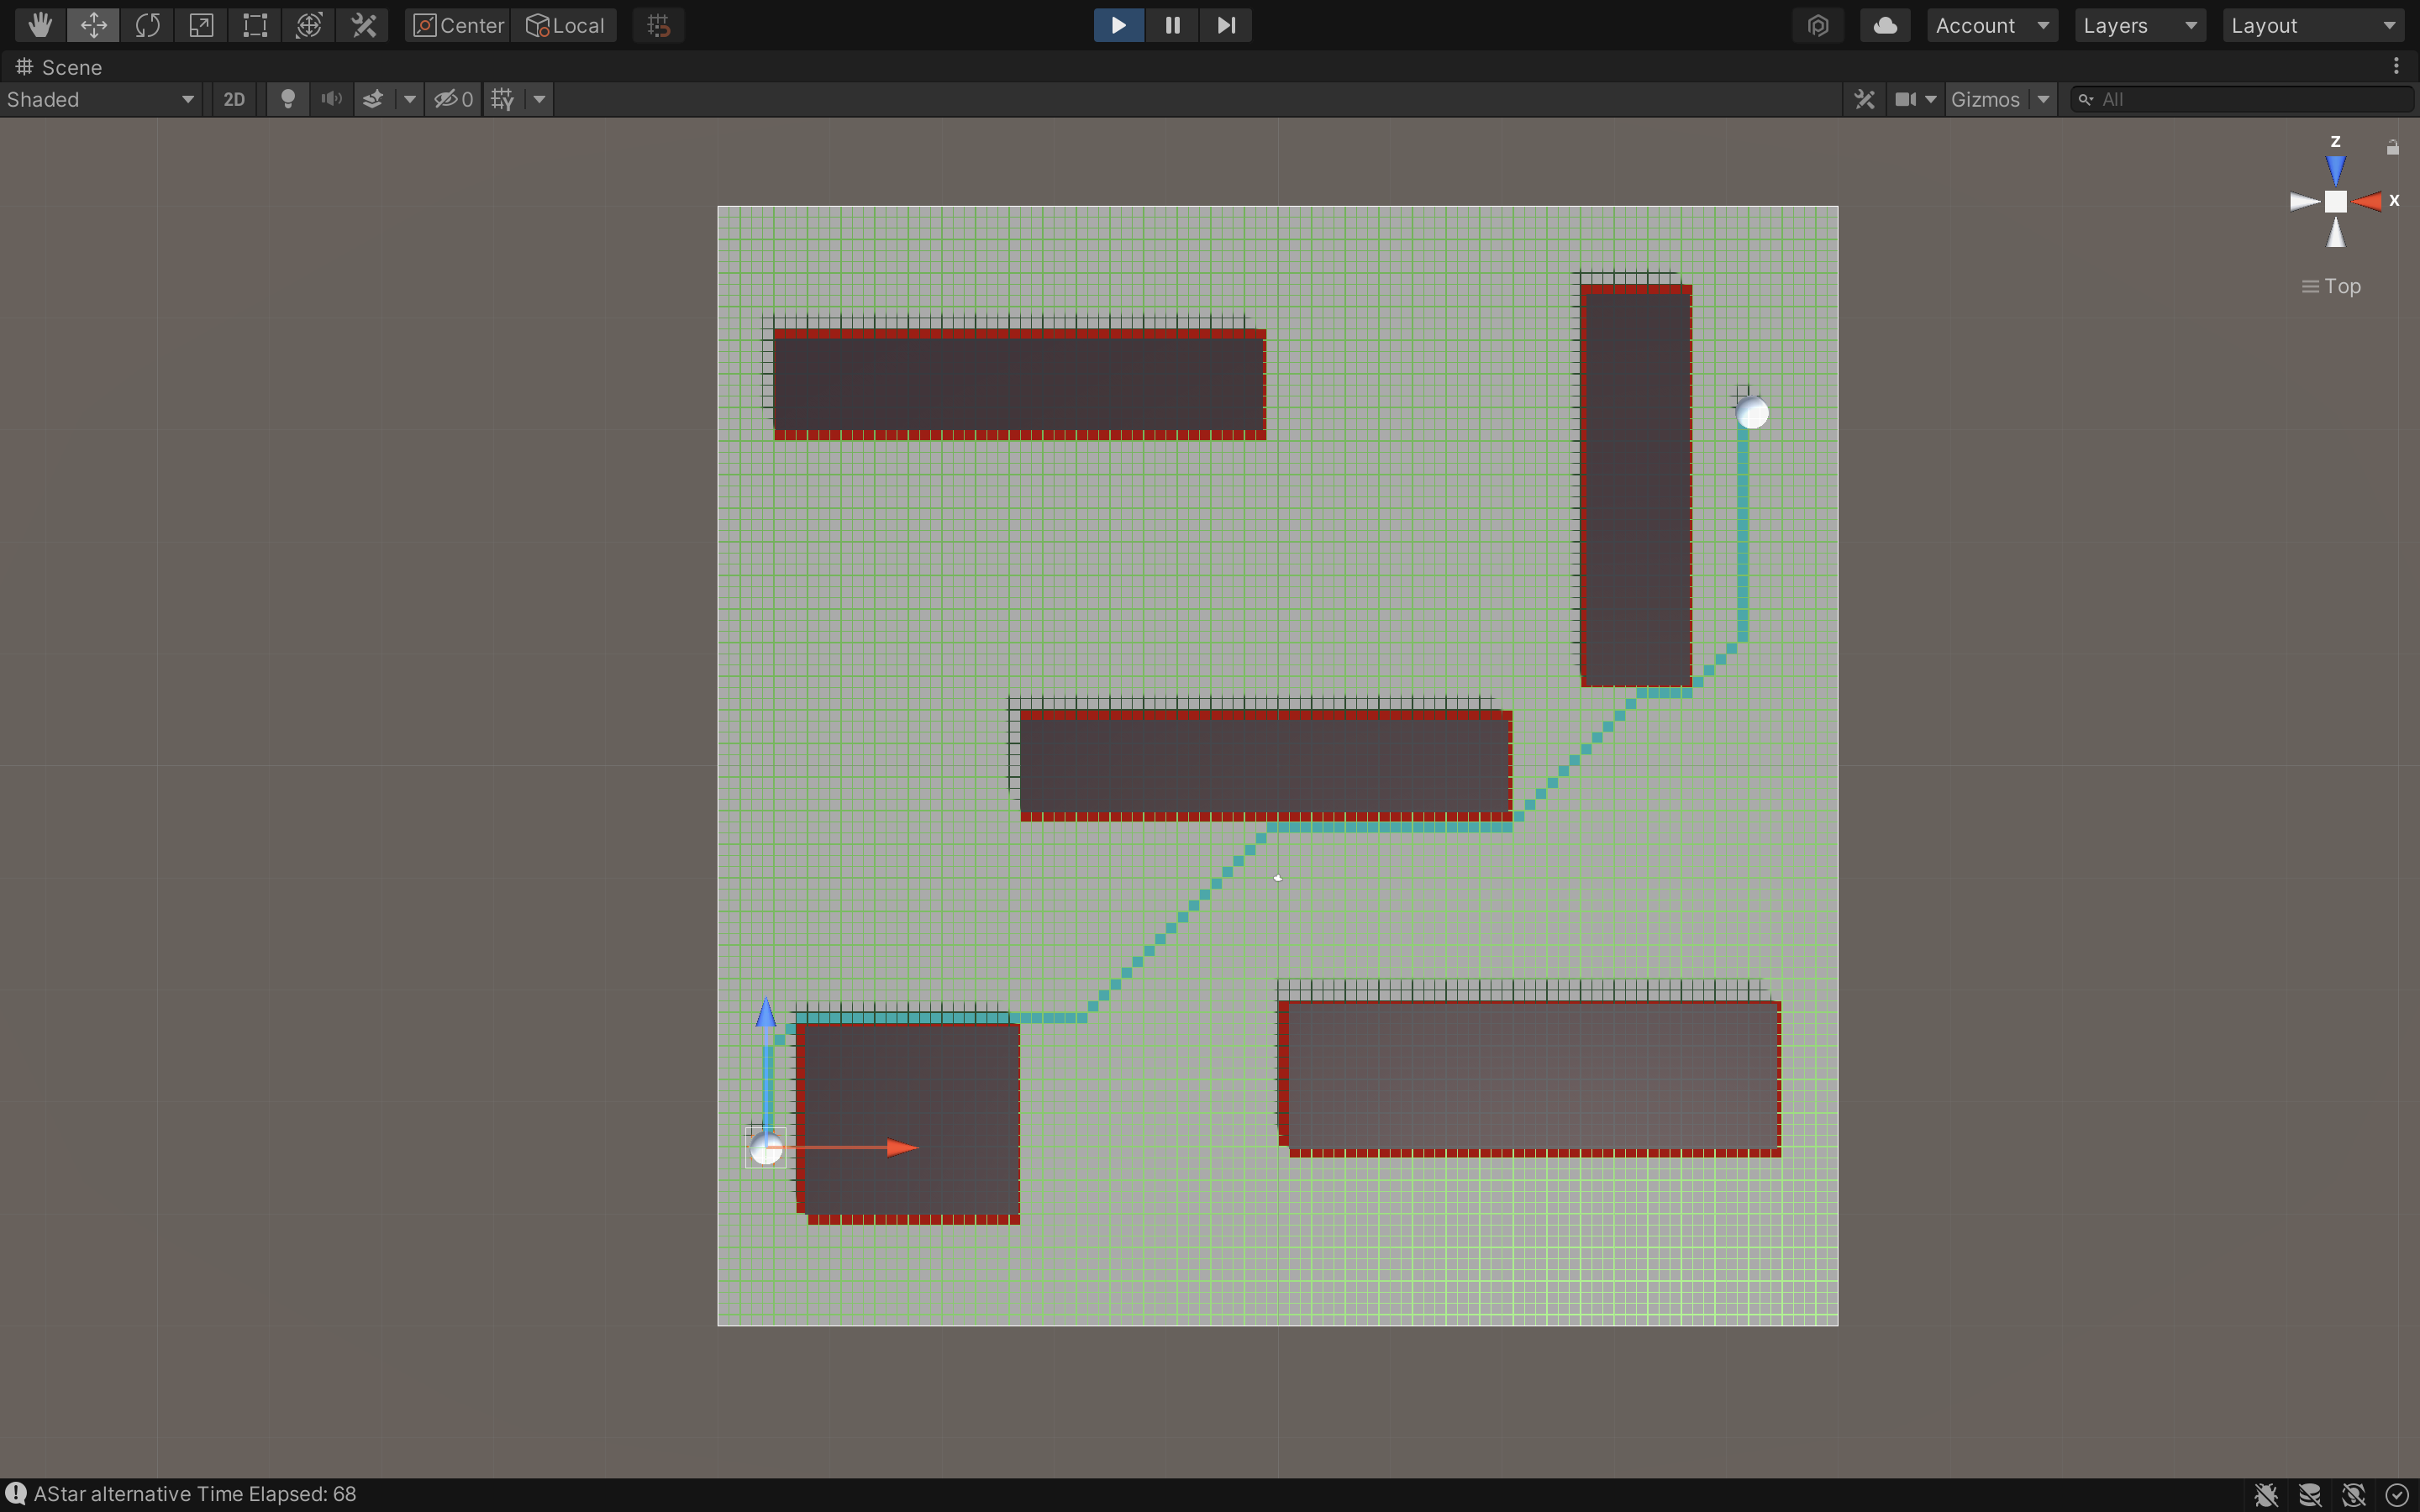 Center Local Account Layers Layout
Scene
Shaded 2D 0 Gizmos All
z
x
Top
AStar alternative Time Elapsed: 68